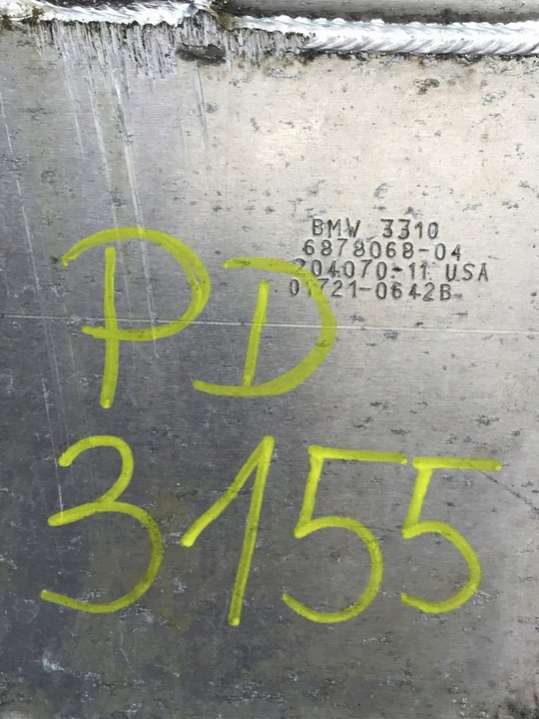 BMW 3310
6878068-04
204070-11 USA
01721-0642B
PD
3155